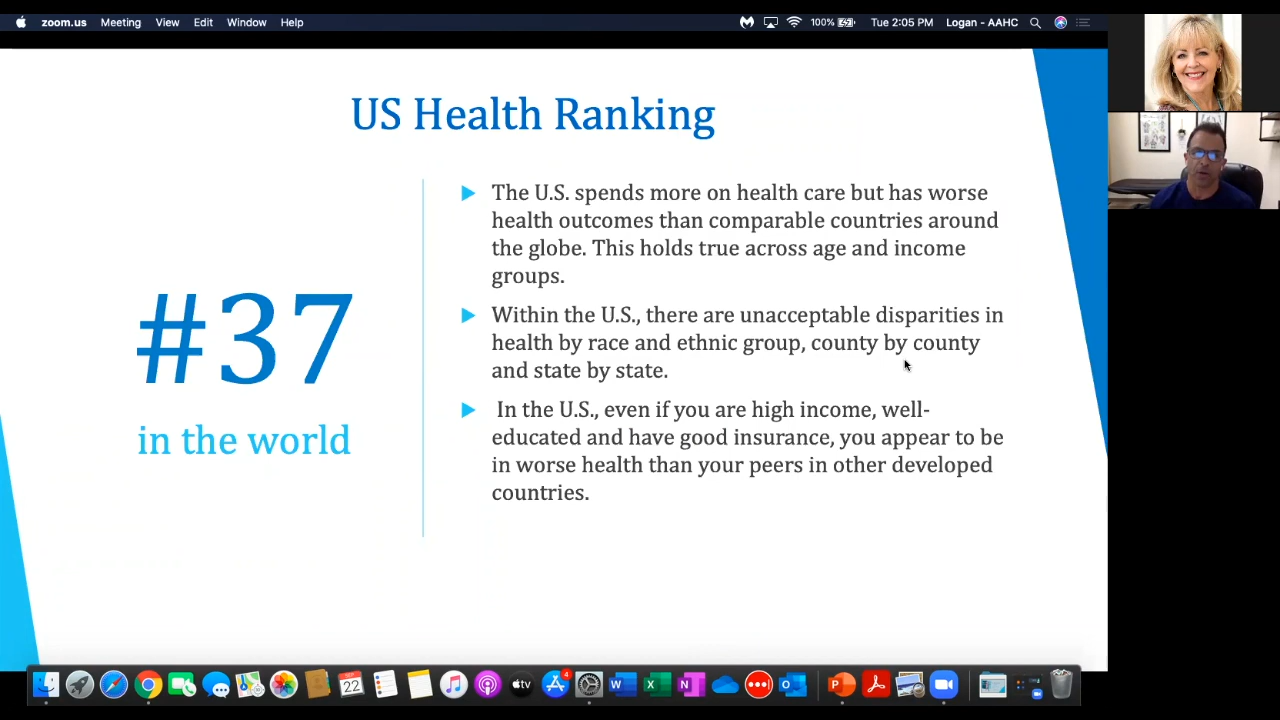 zoom.us Meeting View Edit Window Help 100% Tue 2:05 PM Logan - AAHC
US Health Ranking
#37
in the world
The U.S. spends more on health care but has worse
health outcomes than comparable countries around
the globe. This holds true across age and income
groups.
Within the U.S., there are unacceptable disparities in
health by race and ethnic group, county by county
and state by state.
In the U.S., even if you are high income, well-
educated and have good insurance, you appear to be
in worse health than your peers in other developed
countries.
22
tv
4
W
X
N
O
P